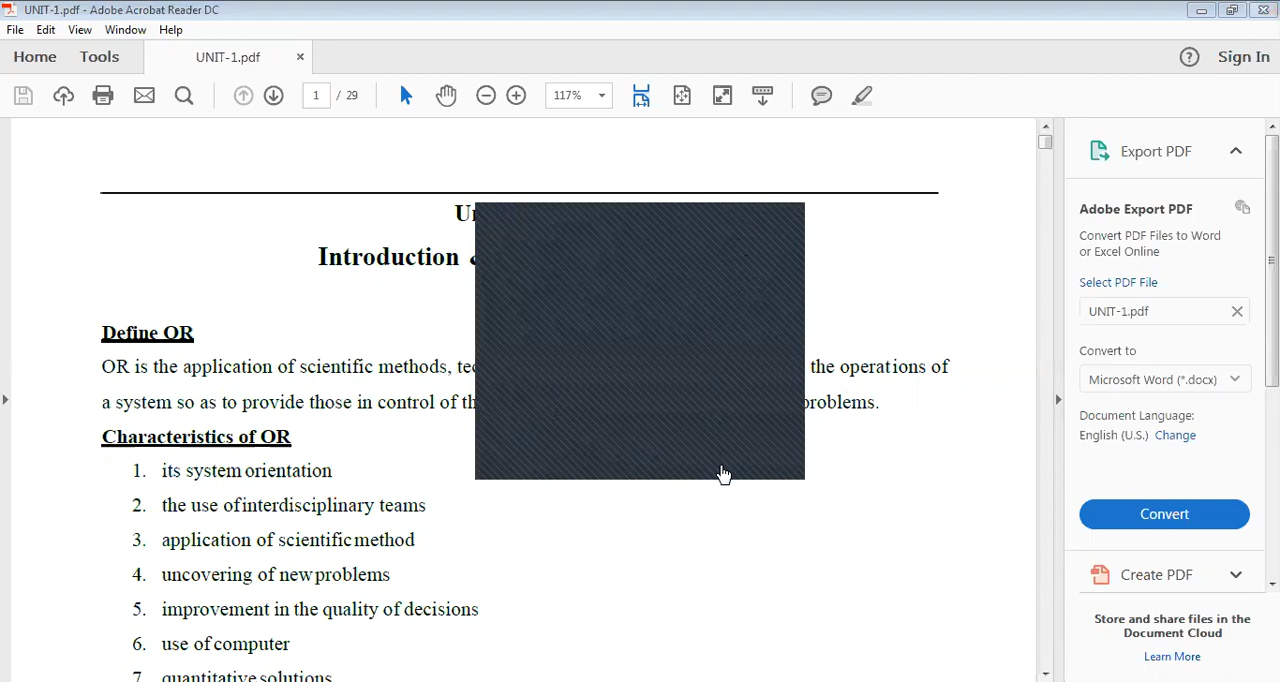 UNIT-1.pdf - Adobe Acrobat Reader DC
File Edit View Window Help
Home Tools UNIT-1.pdf × ? Sign In
1 / 29 117%
Introduction
Define OR
OR is the application of scientific methods, the operations of
a system so as to provide those in control of problems.
Characteristics of OR
1. its system orientation
2. the use of interdisciplinary teams
3. application of scientific method
4. uncovering of new problems
5. improvement in the quality of decisions
6. use of computer
7. quantitative solutions
Export PDF
Adobe Export PDF
Convert PDF Files to Word
or Excel Online
Select PDF File
UNIT-1.pdf
Convert to
Microsoft Word (*.docx)
Document Language:
English (U.S.) Change
Convert
Create PDF
Store and share files in the
Document Cloud
Learn More